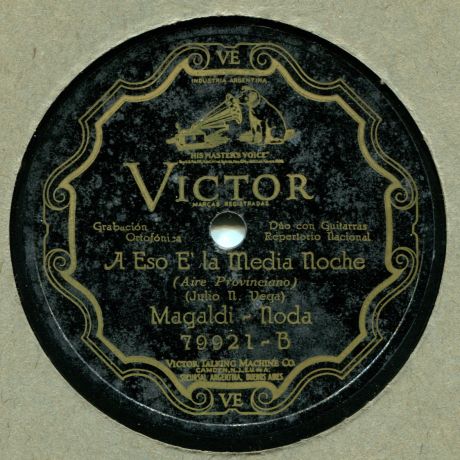 VE
INDUSTRIA ARGENTINA
"HIS MASTER'S VOICE"
VICTOR
MARCAS REGISTRADAS
Grabación Dúo con Guitarras
Ortofónica Repertorio Nacional
A Eso E' la Media Noche
(Aire Provinciano)
(Julio N. Vega)
Magaldi - Noda
79921-B
VICTOR TALKING MACHINE CO.
CAMDEN, N.J., E.U. de A.
SUCURSAL ARGENTINA, BUENOS AIRES
VE